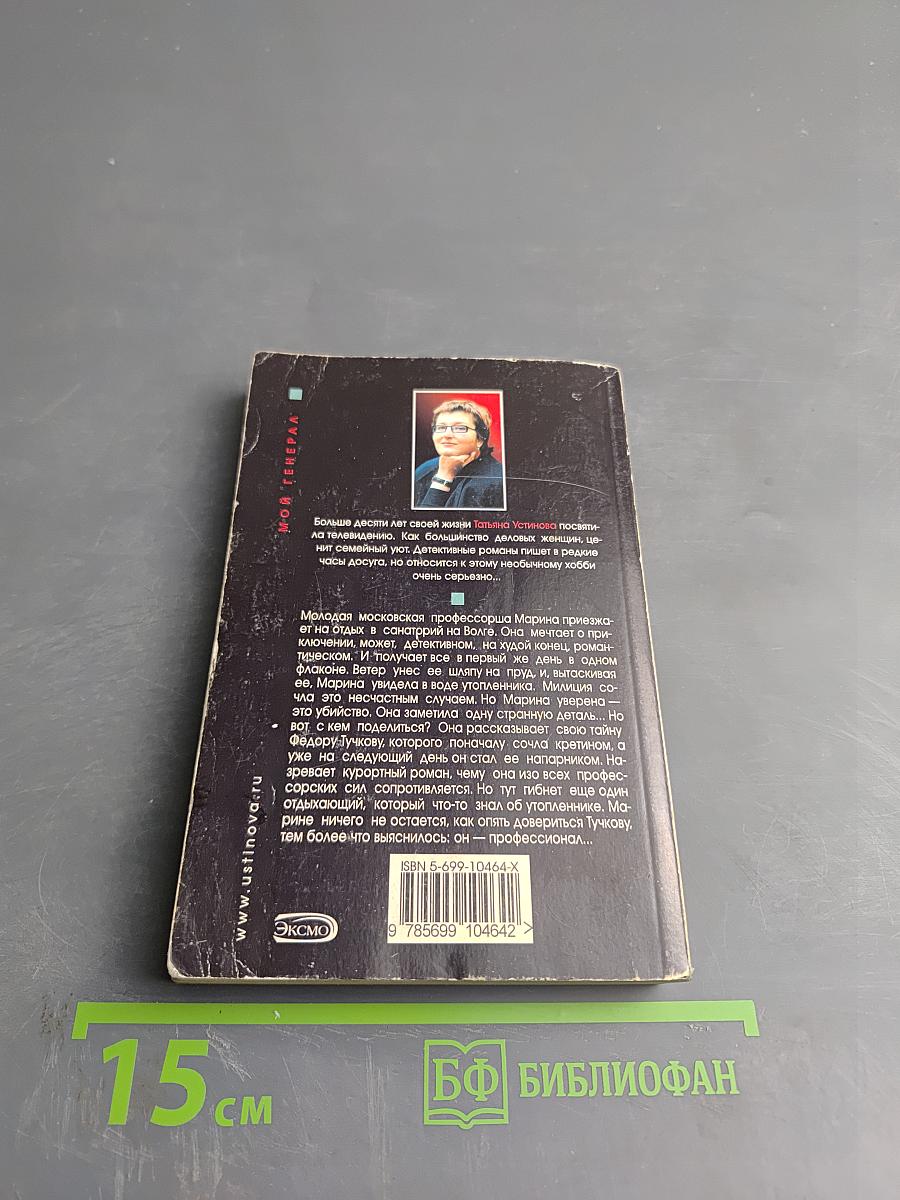 МОЙ ГЕНЕРАЛ
Больше десяти лет своей жизни Татьяна Устинова посвяти-
ла телевидению. Как большинство деловых женщин, це-
нит семейный уют. Детективные романы пишет в редкие
часы досуга, но относится к этому необычному хобби
очень серьезно...
Молодая московская профессорша Марина приезжа-
ет на отдых в санаторий на Волге. Она мечтает о при-
ключении, может, детективном, на худой конец, роман-
тическом. И получает все в первый же день в одном
флаконе. Ветер унес ее шляпу на пруд, и, вытаскивая
ее, Марина увидела в воде утопленника. Милиция со-
чла это несчастным случаем. Но Марина уверена —
это убийство. Она заметила одну странную деталь... Но
вот с кем поделиться? Она рассказывает свою тайну
Федору Тучкову, которого поначалу сочла кретином, а
уже на следующий день он стал ее напарником. На-
зревает курортный роман, чему она изо всех профес-
сорских сил сопротивляется. Но тут гибнет еще один
отдыхающий, который что-то знал об утопленнике. Ма-
рине ничего не остается, как опять довериться Тучкову,
тем более что выяснилось: он — профессионал...
www.ustinova.ru
ЭКСМО
ISBN 5-699-10464-X
9 785699 104642 >
15 см
БФ БИБЛИОФАН